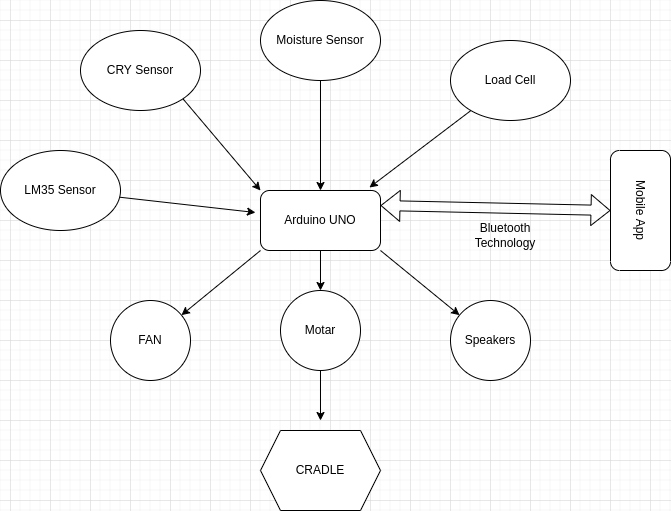 Moisture Sensor
CRY Sensor
Load Cell
LM35 Sensor
Arduino UNO
Mobile App
Bluetooth
Technology
FAN
Motar
Speakers
CRADLE